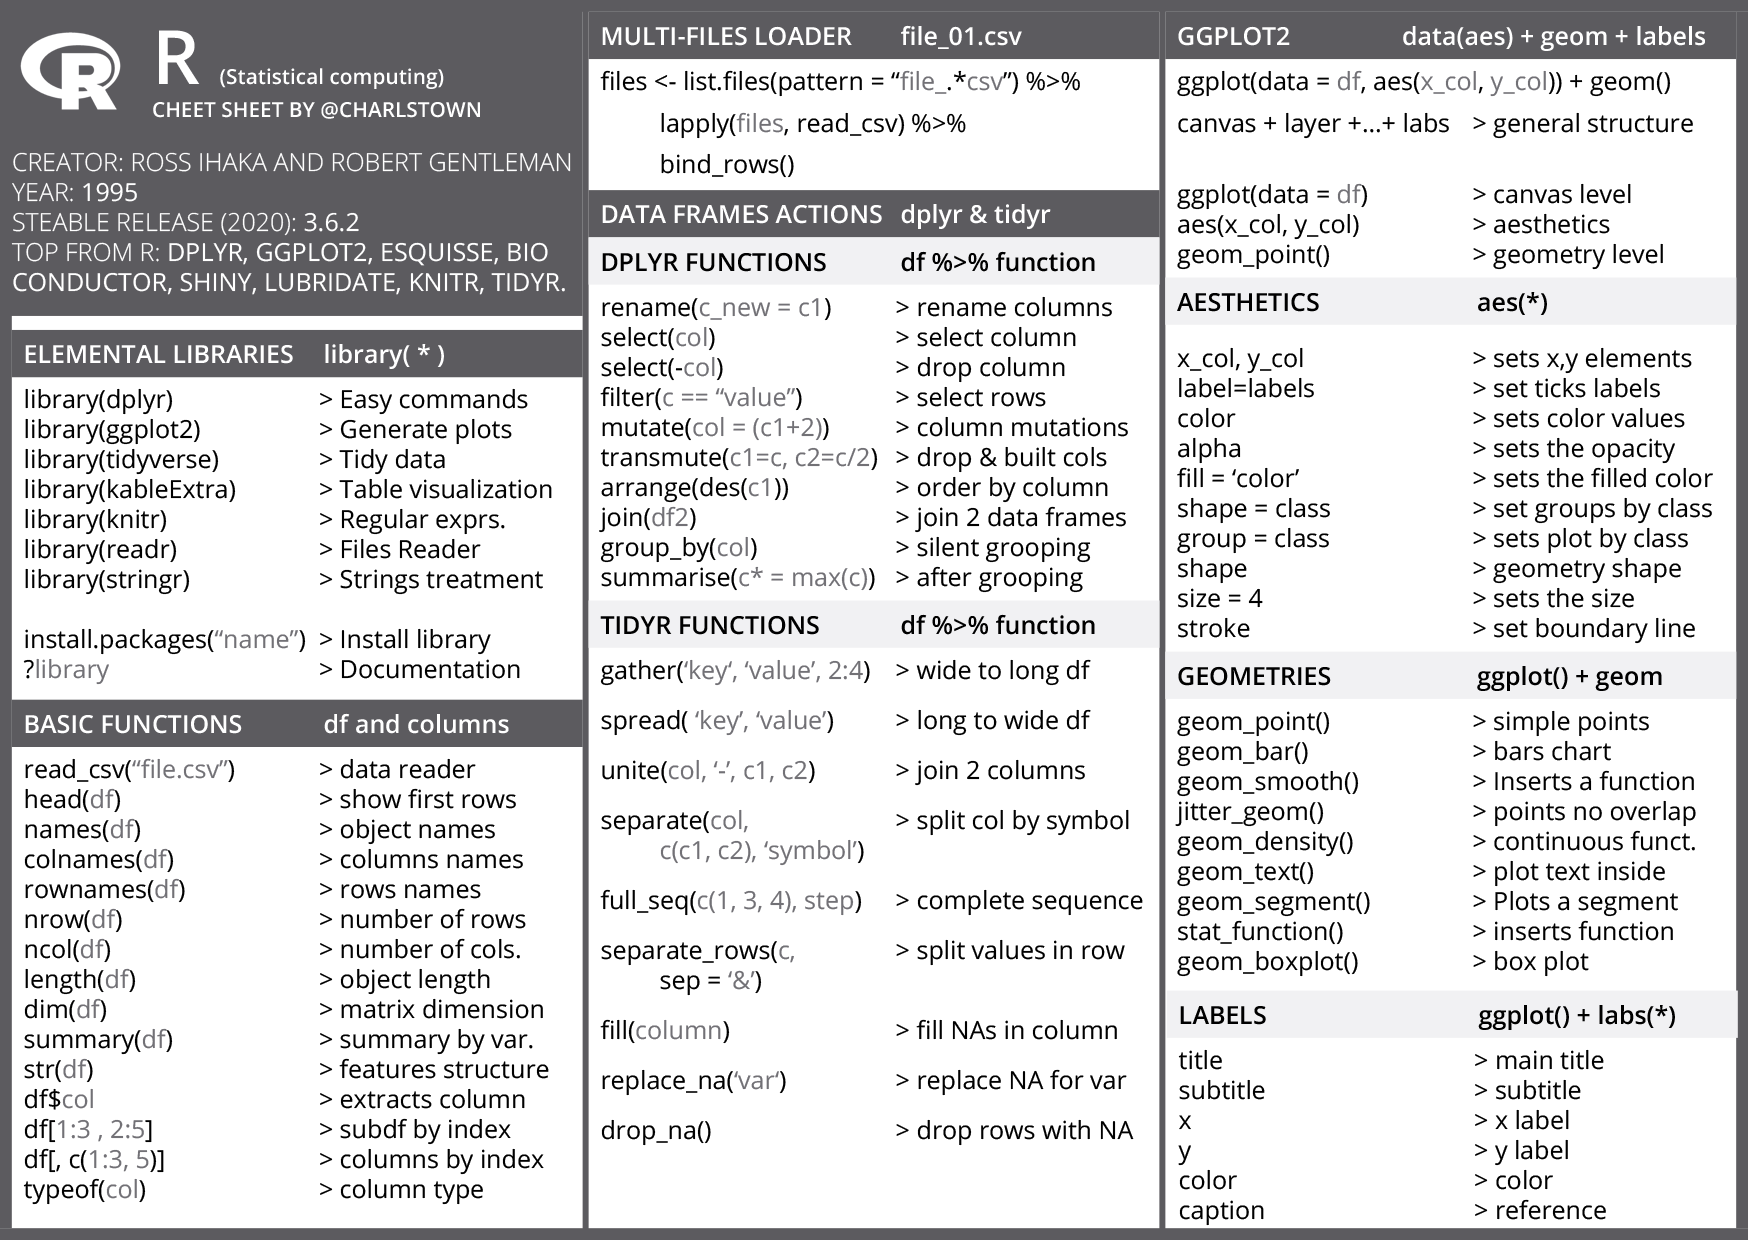 R (Statistical computing)
CHEET SHEET BY @CHARLSTOWN
CREATOR: ROSS IHAKA AND ROBERT GENTLEMAN
YEAR: 1995
STEABLE RELEASE (2020): 3.6.2
TOP FROM R: DPLYR, GGPLOT2, ESQUISSE, BIO
CONDUCTOR, SHINY, LUBRIDATE, KNITR, TIDYR.
ELEMENTAL LIBRARIES library( * )
library(dplyr) > Easy commands
library(ggplot2) > Generate plots
library(tidyverse) > Tidy data
library(kableExtra) > Table visualization
library(knitr) > Regular exprs.
library(readr) > Files Reader
library(stringr) > Strings treatment
install.packages(“name”) > Install library
?library > Documentation
BASIC FUNCTIONS df and columns
read_csv(“file.csv”) > data reader
head(df) > show first rows
names(df) > object names
colnames(df) > columns names
rownames(df) > rows names
nrow(df) > number of rows
ncol(df) > number of cols.
length(df) > object length
dim(df) > matrix dimension
summary(df) > summary by var.
str(df) > features structure
df$col > extracts column
df[1:3 , 2:5] > subdf by index
df[, c(1:3, 5)] > columns by index
typeof(col) > column type
MULTI-FILES LOADER file_01.csv
files <- list.files(pattern = “file_.*csv”) %>%
lapply(files, read_csv) %>%
bind_rows()
DATA FRAMES ACTIONS dplyr & tidyr
DPLYR FUNCTIONS df %>% function
rename(c_new = c1) > rename columns
select(col) > select column
select(-col) > drop column
filter(c == “value”) > select rows
mutate(col = (c1+2)) > column mutations
transmute(c1=c, c2=c/2) > drop & built cols
arrange(des(c1)) > order by column
join(df2) > join 2 data frames
group_by(col) > silent grooping
summarise(c* = max(c)) > after grooping
TIDYR FUNCTIONS df %>% function
gather(‘key‘, ‘value’, 2:4) > wide to long df
spread( ‘key’, ‘value’) > long to wide df
unite(col, ‘-’, c1, c2) > join 2 columns
separate(col, > split col by symbol
c(c1, c2), ‘symbol’)
full_seq(c(1, 3, 4), step) > complete sequence
separate_rows(c, > split values in row
sep = ‘&’)
fill(column) > fill NAs in column
replace_na(‘var‘) > replace NA for var
drop_na() > drop rows with NA
GGPLOT2 data(aes) + geom + labels
ggplot(data = df, aes(x_col, y_col)) + geom()
canvas + layer +...+ labs > general structure
ggplot(data = df) > canvas level
aes(x_col, y_col) > aesthetics
geom_point() > geometry level
AESTHETICS aes(*)
x_col, y_col > sets x,y elements
label=labels > set ticks labels
color > sets color values
alpha > sets the opacity
fill = ‘color’ > sets the filled color
shape = class > set groups by class
group = class > sets plot by class
shape > geometry shape
size = 4 > sets the size
stroke > set boundary line
GEOMETRIES ggplot() + geom
geom_point() > simple points
geom_bar() > bars chart
geom_smooth() > Inserts a function
jitter_geom() > points no overlap
geom_density() > continuous funct.
geom_text() > plot text inside
geom_segment() > Plots a segment
stat_function() > inserts function
geom_boxplot() > box plot
LABELS ggplot() + labs(*)
title > main title
subtitle > subtitle
x > x label
y > y label
color > color
caption > reference